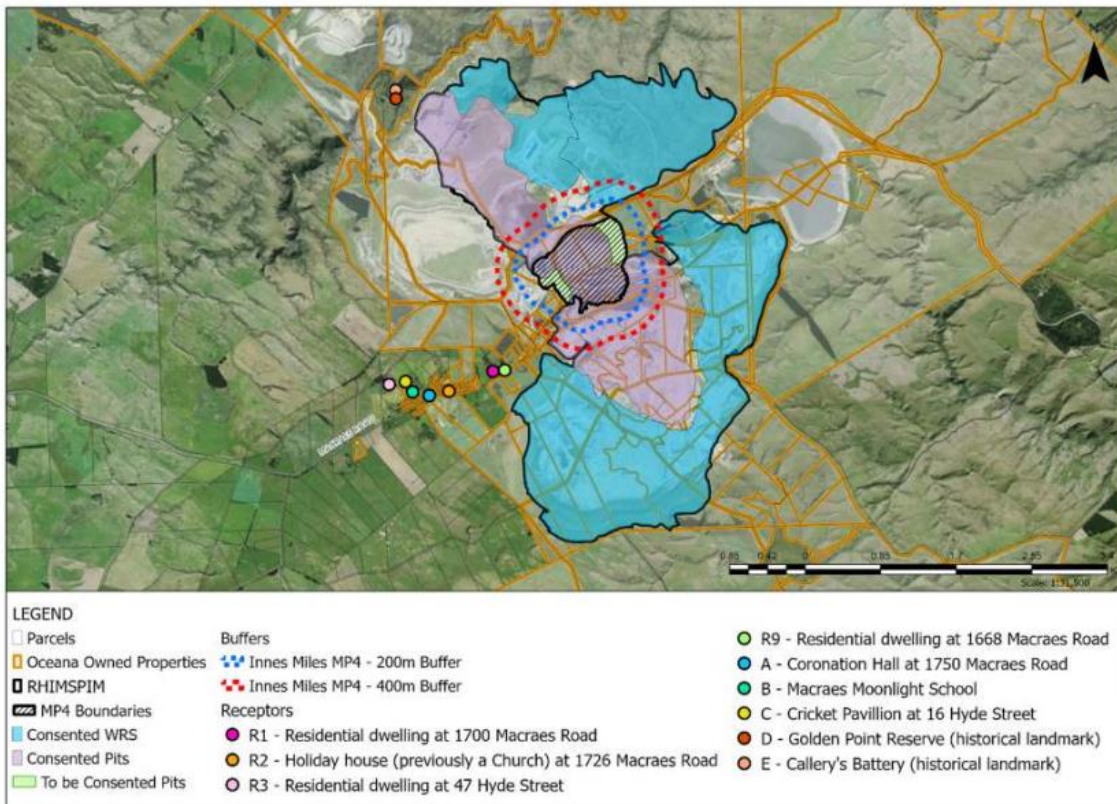 0.85 0.42 0 0.85 1.7 2.55
LEGEND
Parcels
Oceana Owned Properties
RHIMSPIM
MP4 Boundaries
Consented WRS
Consented Pits
To be Consented Pits
Buffers
Innes Miles MP4 - 200m Buffer
Innes Miles MP4 - 400m Buffer
Receptors
R1 - Residential dwelling at 1700 Macraes Road
R2 - Holiday house (previously a Church) at 1726 Macraes Road
R3 - Residential dwelling at 47 Hyde Street
R9 - Residential dwelling at 1668 Macraes Road
A - Coronation Hall at 1750 Macraes Road
B - Macraes Moonlight School
C - Cricket Pavillion at 16 Hyde Street
D - Golden Point Reserve (historical landmark)
E - Callery's Battery (historical landmark)